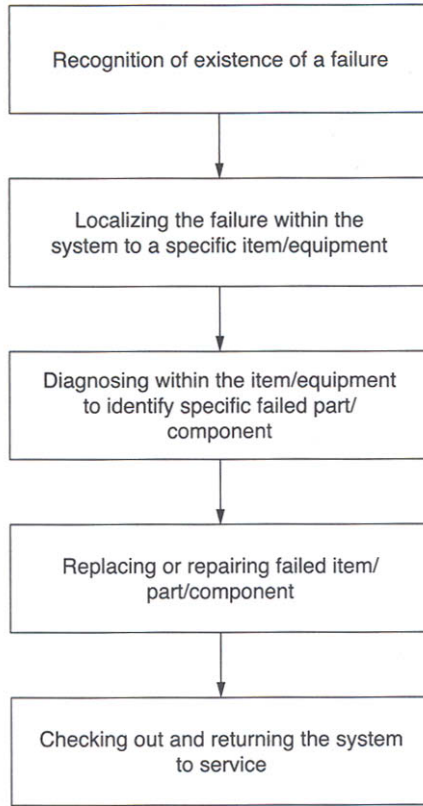 Recognition of existence of a failure
Localizing the failure within the
system to a specific item/equipment
Diagnosing within the item/equipment
to identify specific failed part/
component
Replacing or repairing failed item/
part/component
Checking out and returning the system
to service